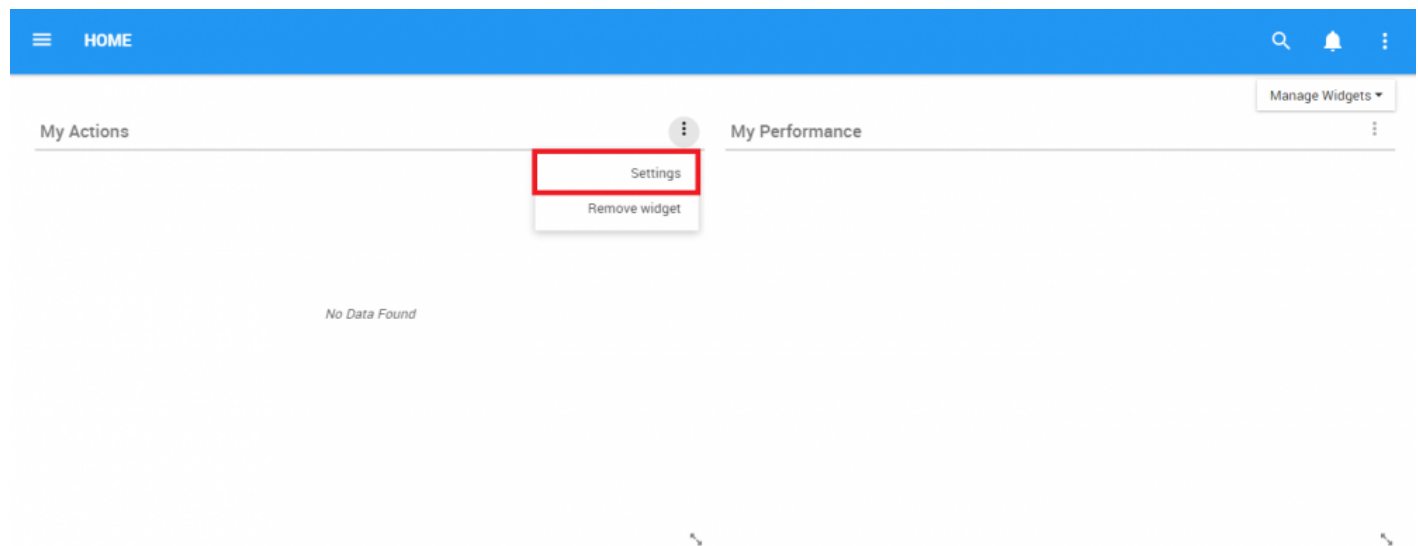 HOME
Manage Widgets
My Actions
My Performance
Settings
Remove widget
No Data Found